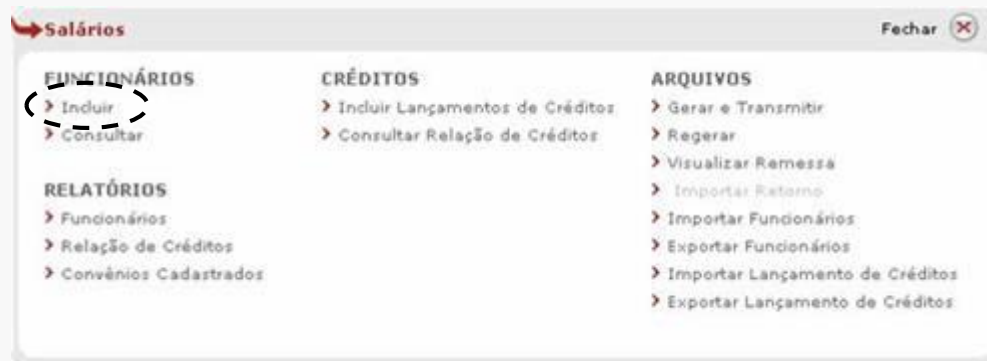 Salários
Fechar
FUNCIONÁRIOS
Incluir
Consultar
RELATÓRIOS
Funcionários
Relação de Créditos
Convênios Cadastrados
CRÉDITOS
Incluir Lançamentos de Créditos
Consultar Relação de Créditos
ARQUIVOS
Gerar e Transmitir
Regerar
Visualizar Remessa
Importar Retorno
Importar Funcionários
Exportar Funcionários
Importar Lançamento de Créditos
Exportar Lançamento de Créditos